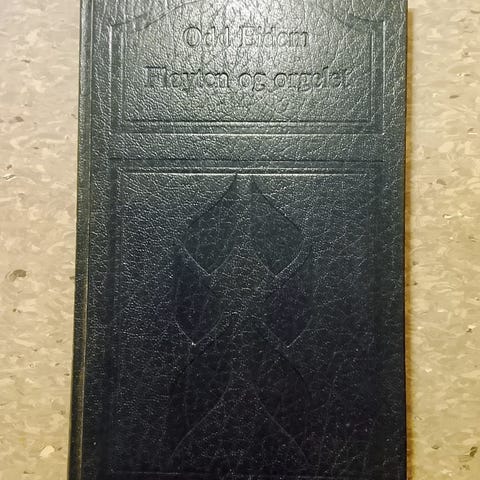 Odd Eidem
Fløyten og orgelet